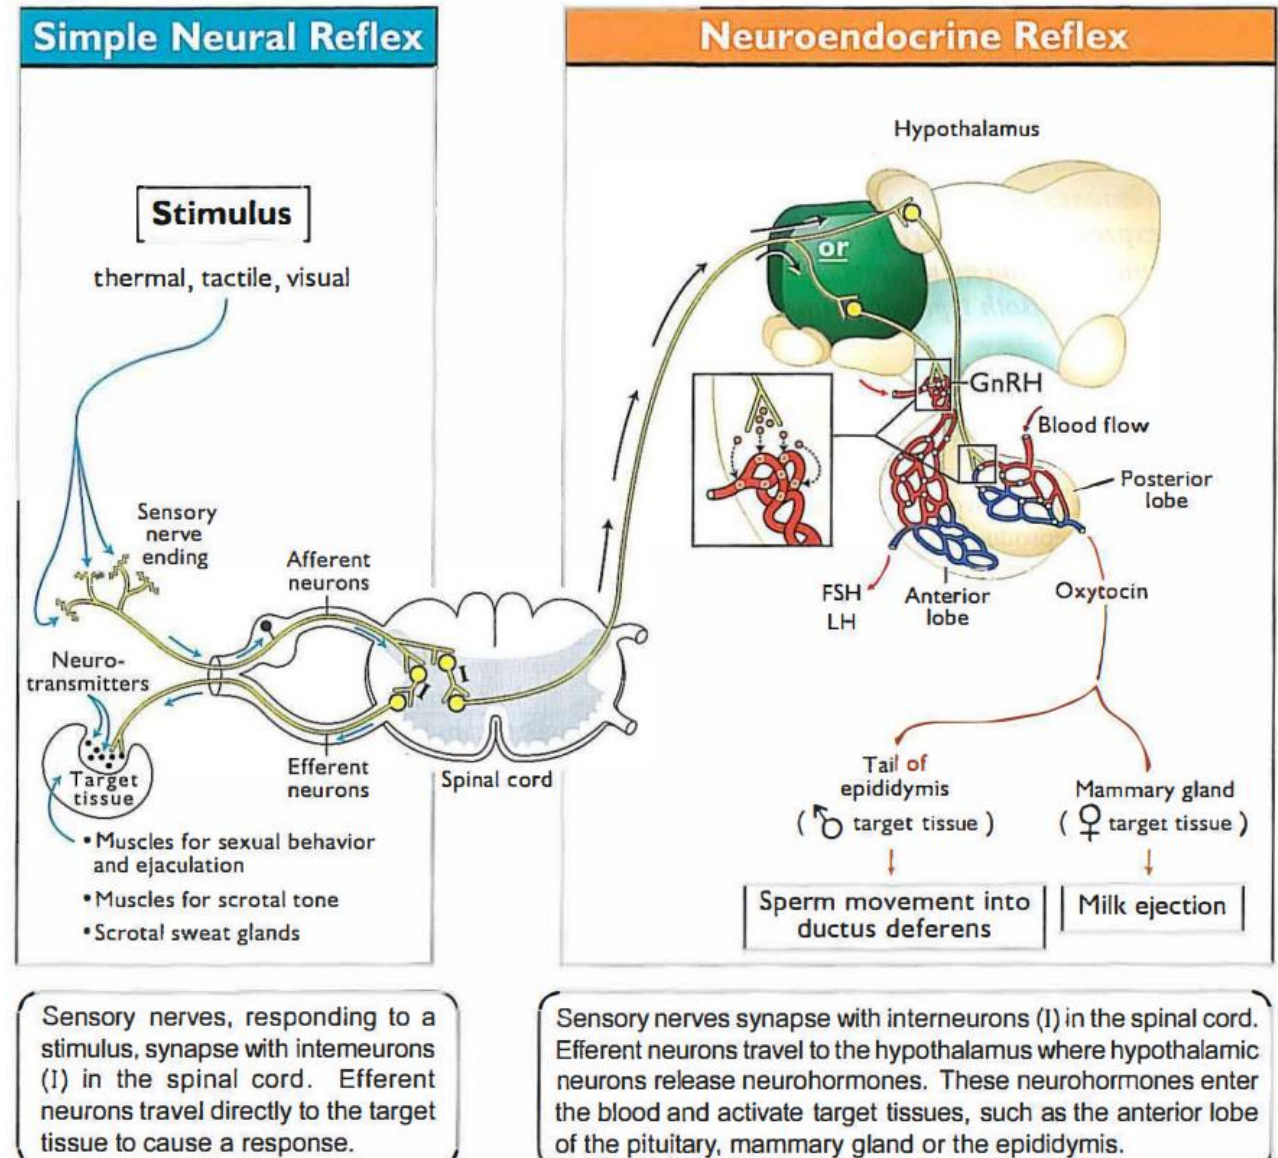 Simple Neural Reflex
Stimulus
thermal, tactile, visual
Sensory
nerve
ending
Afferent
neurons
Neuro-
transmitters
I
I
Target
tissue
Efferent
neurons
Spinal cord
• Muscles for sexual behavior
and ejaculation
• Muscles for scrotal tone
• Scrotal sweat glands
Sensory nerves, responding to a
stimulus, synapse with intemeurons
(I) in the spinal cord. Efferent
neurons travel directly to the target
tissue to cause a response.
Neuroendocrine Reflex
Hypothalamus
or
GnRH
Blood flow
Posterior
lobe
FSH
LH
Anterior
lobe
Oxytocin
Tail of
epididymis
(♂ target tissue)
Mammary gland
(♀ target tissue)
Sperm movement into
ductus deferens
Milk ejection
Sensory nerves synapse with interneurons (I) in the spinal cord.
Efferent neurons travel to the hypothalamus where hypothalamic
neurons release neurohormones. These neurohormones enter
the blood and activate target tissues, such as the anterior lobe
of the pituitary, mammary gland or the epididymis.